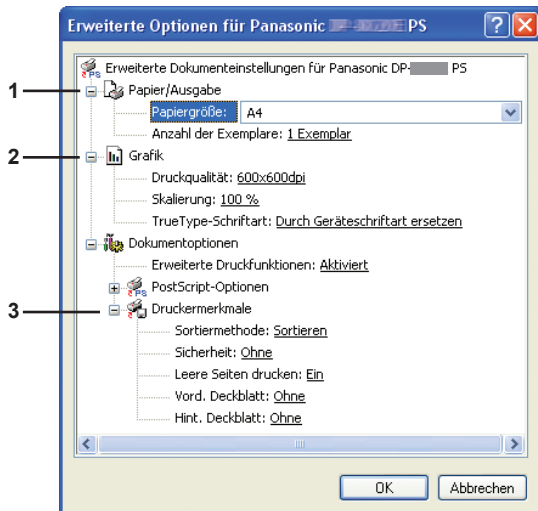 Erweiterte Optionen für Panasonic PS
Erweiterte Dokumenteinstellungen für Panasonic DP- PS
1
Papier/Ausgabe
Papiergröße: A4
Anzahl der Exemplare: 1 Exemplar
2
Grafik
Druckqualität: 600x600dpi
Skalierung: 100 %
TrueType-Schriftart: Durch Geräteschriftart ersetzen
Dokumentoptionen
Erweiterte Druckfunktionen: Aktiviert
PostScript-Optionen
3
Druckermerkmale
Sortiermethode: Sortieren
Sicherheit: Ohne
Leere Seiten drucken: Ein
Vord. Deckblatt: Ohne
Hint. Deckblatt: Ohne
OK
Abbrechen